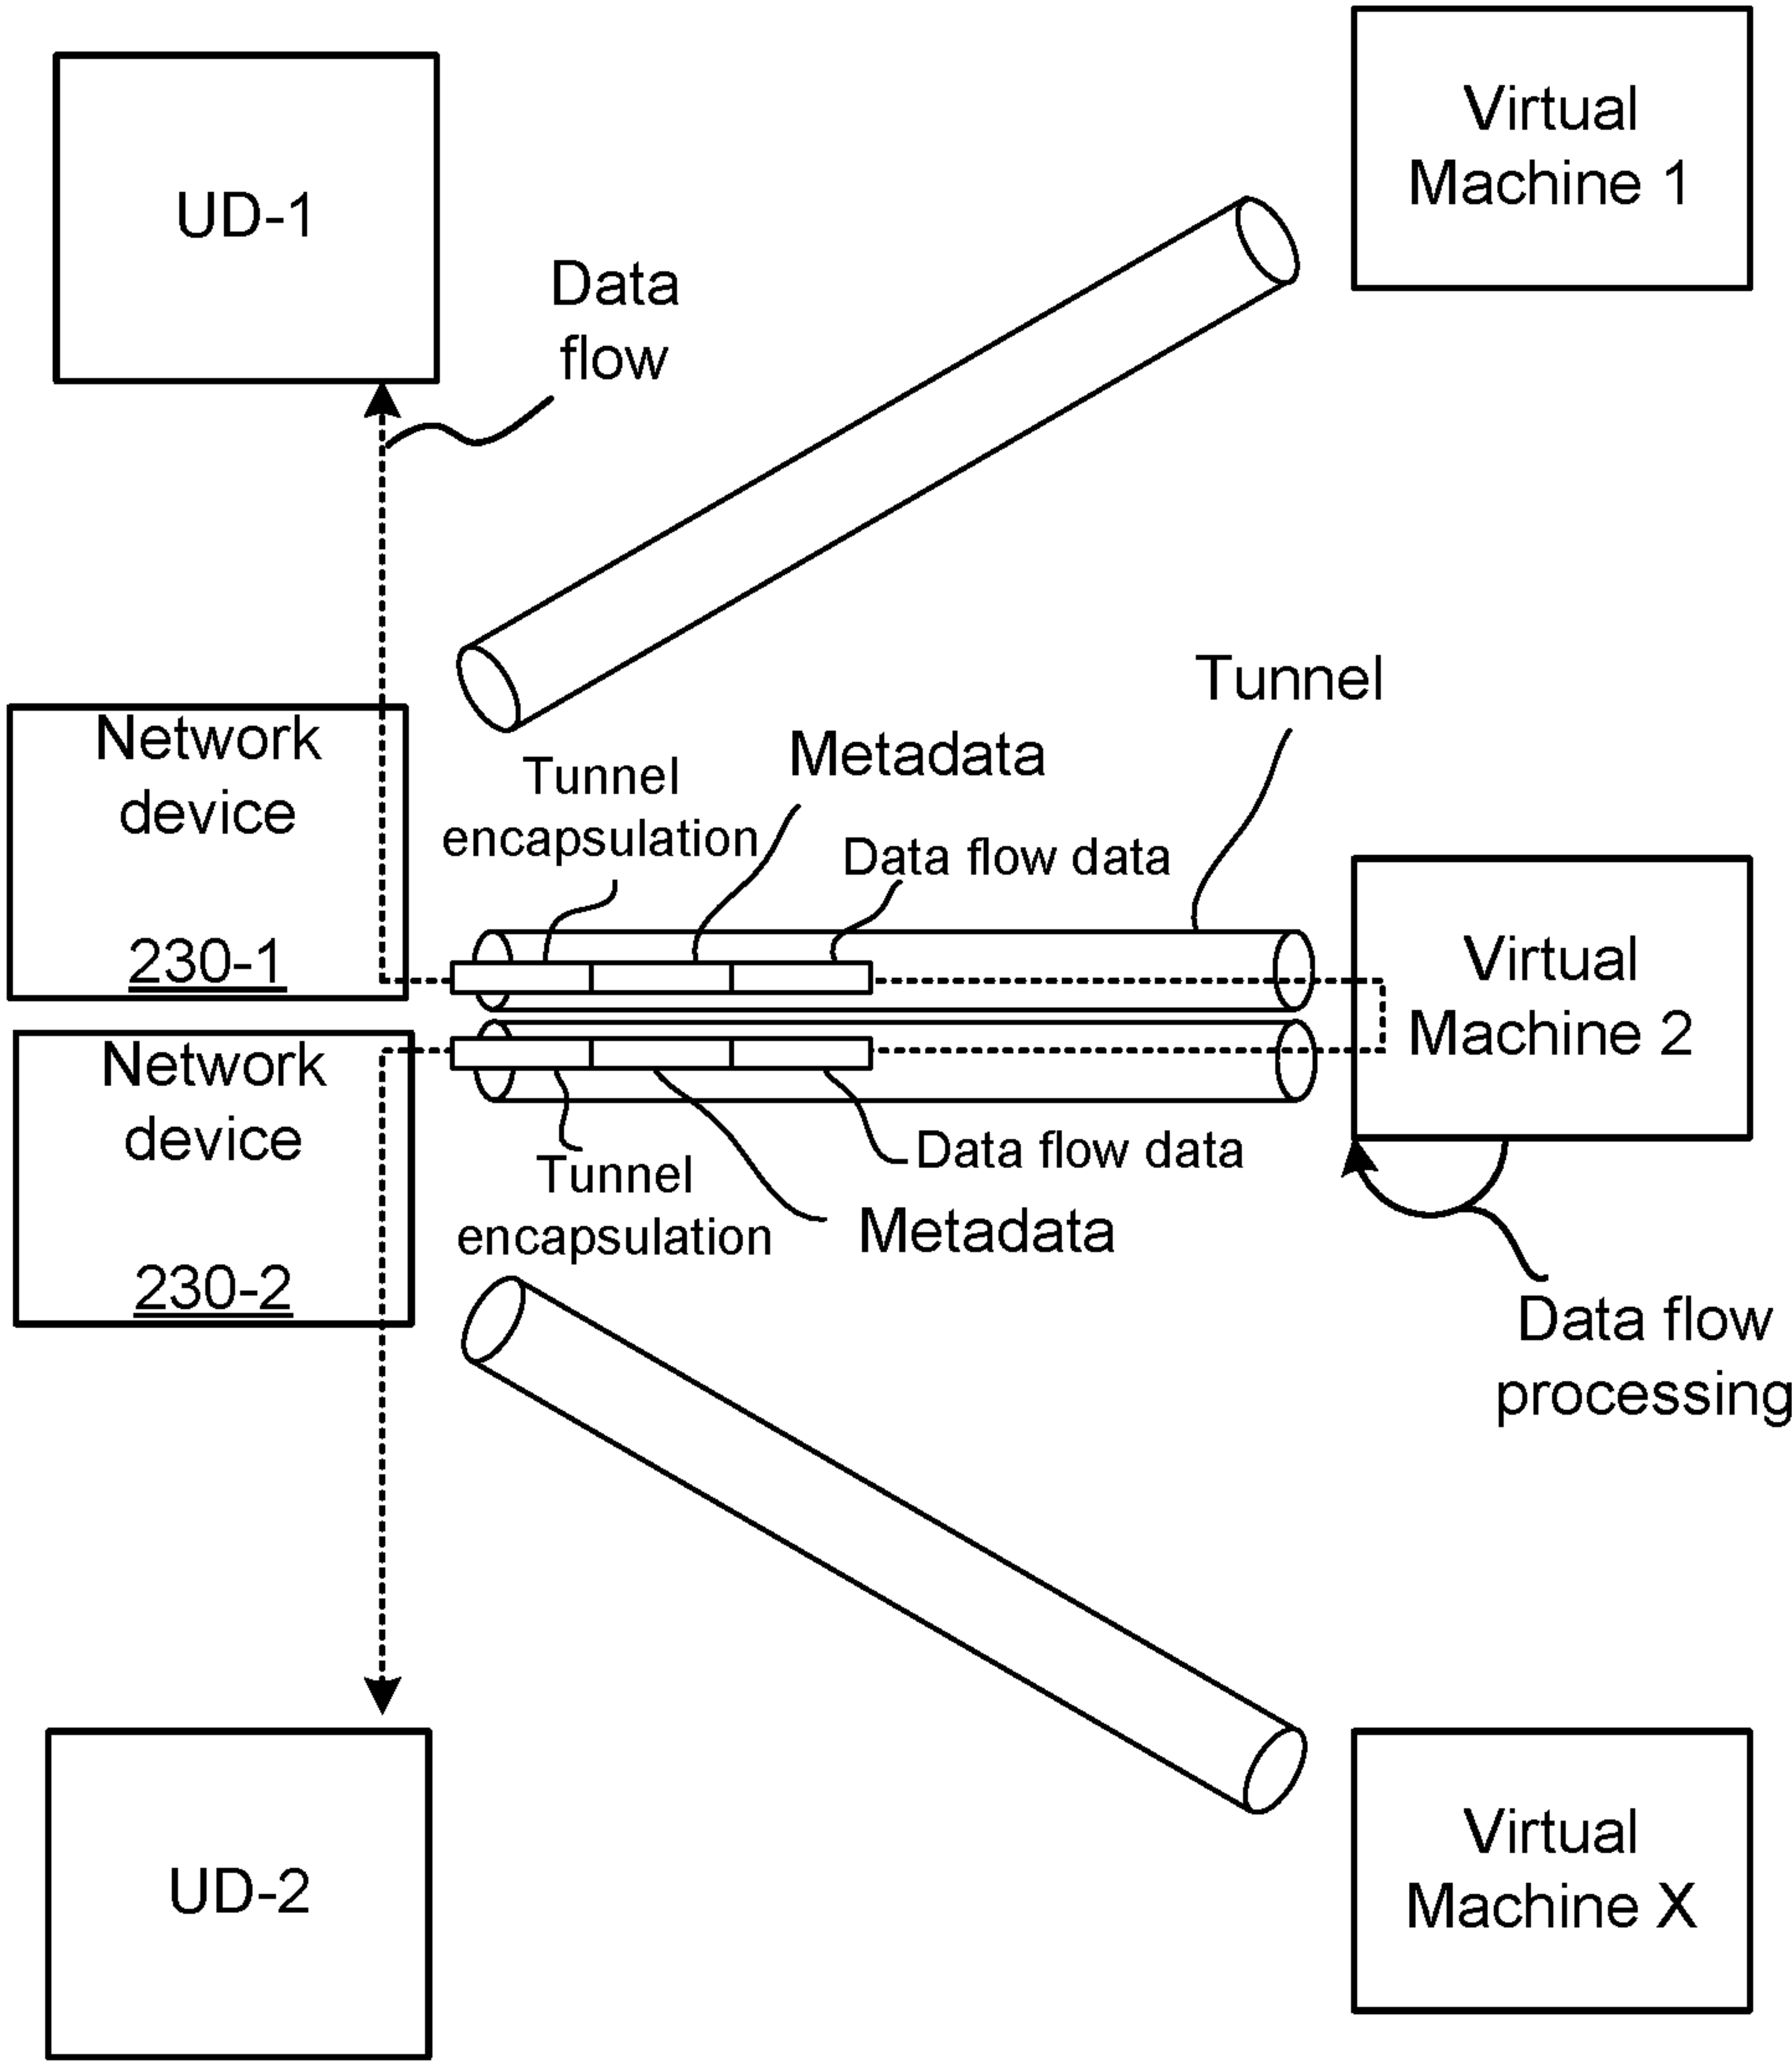 Virtual
Machine 1
UD-1
Data
flow
Tunnel
Network
device
230-1
Metadata
Tunnel
encapsulation
Data flow data
Virtual
Machine 2
Network
device
230-2
Data flow data
Tunnel
encapsulation
Metadata
Data flow
processing
UD-2
Virtual
Machine X